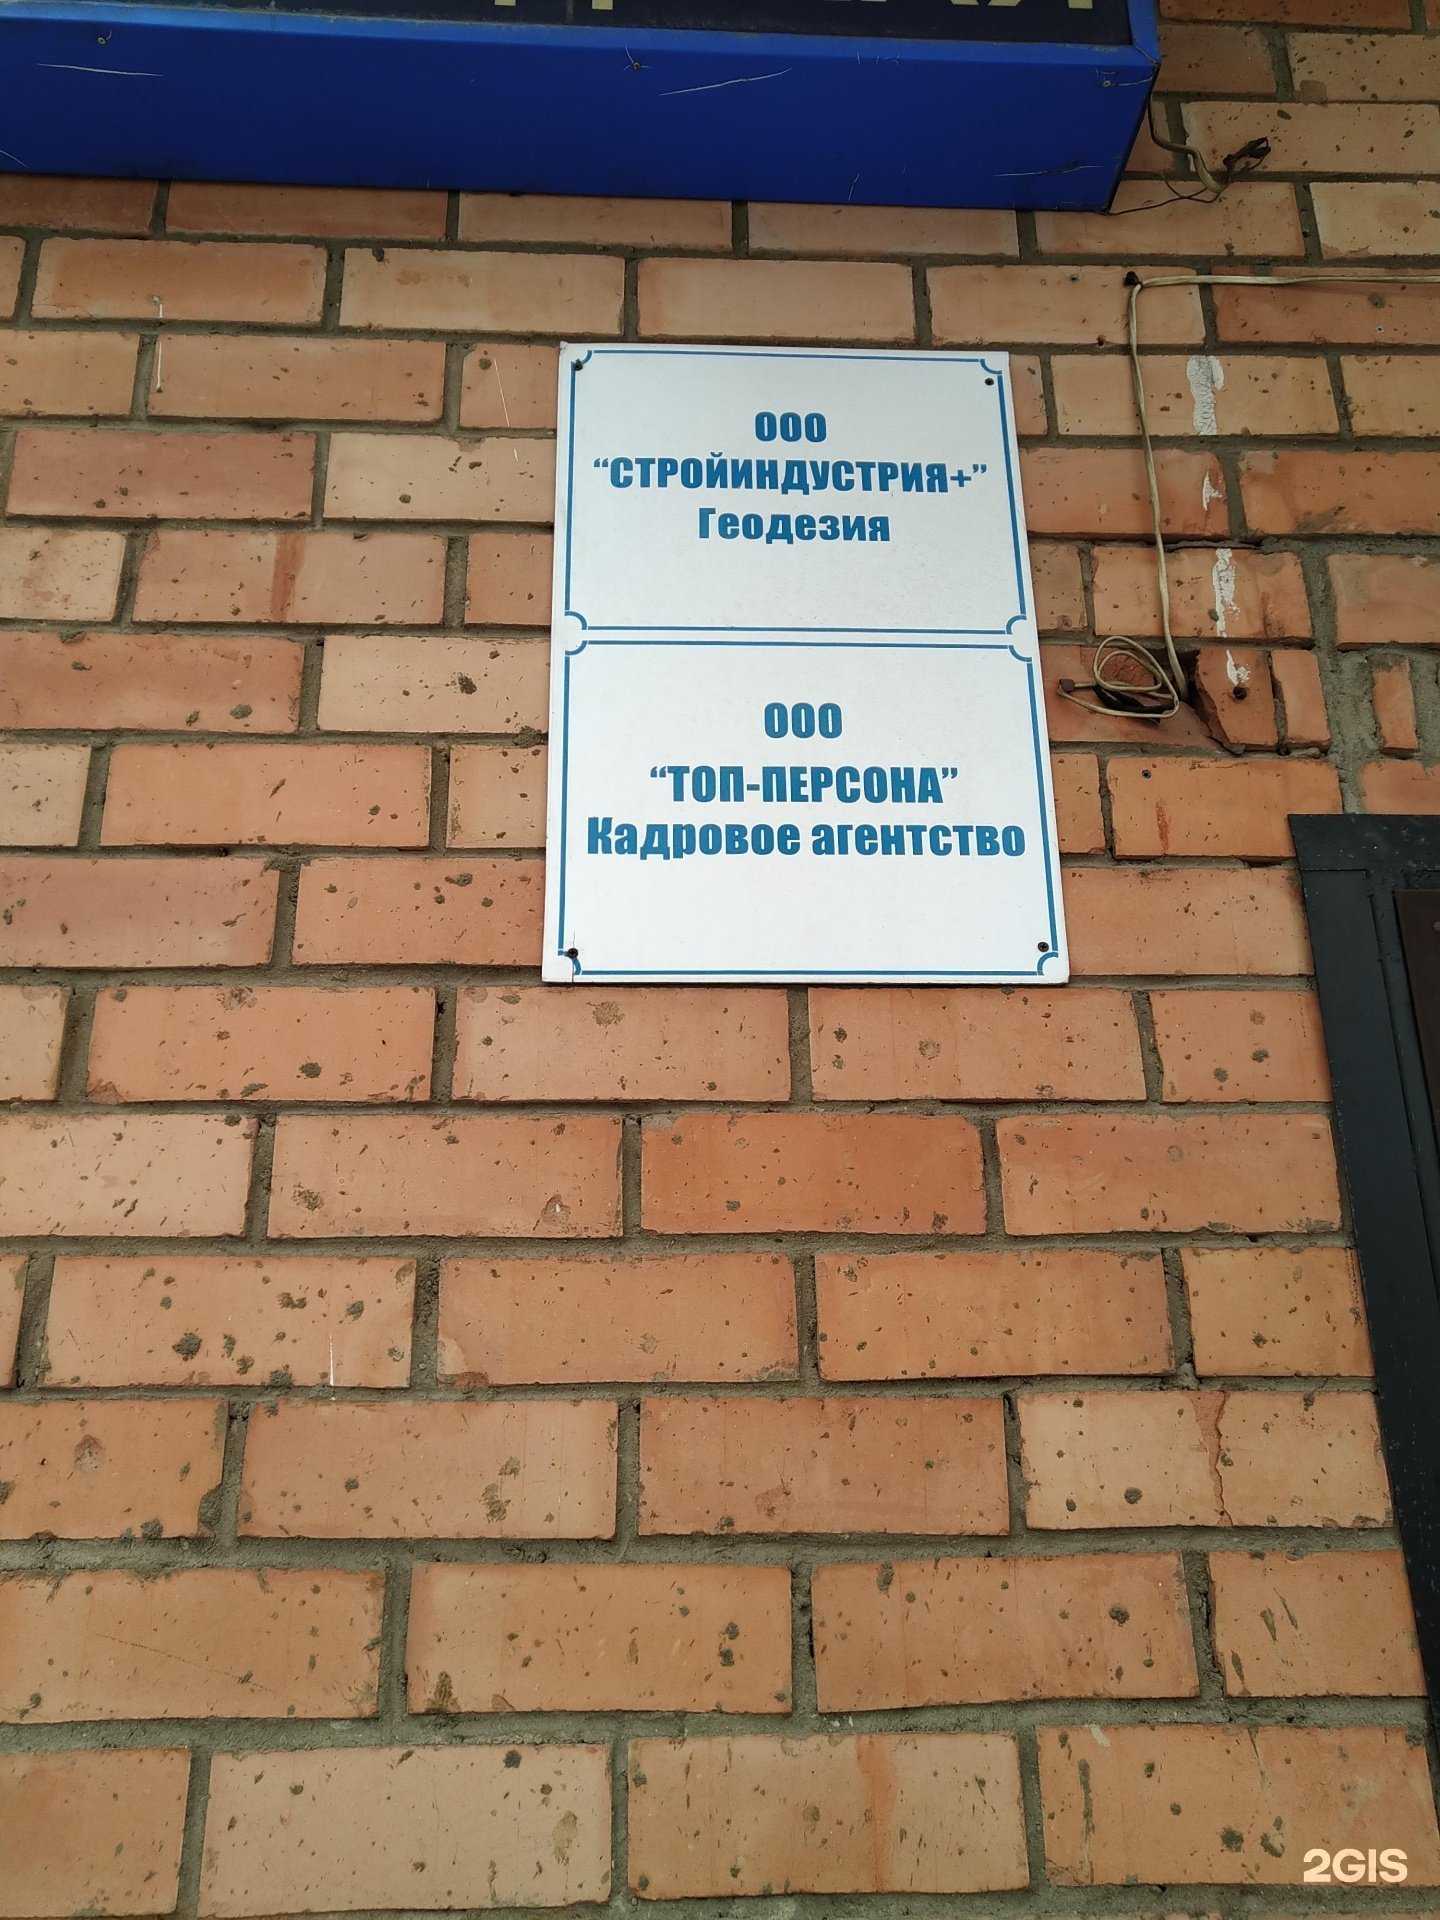 ООО
“СТРОЙИНДУСТРИЯ+”
Геодезия
ООО
“ТОП-ПЕРСОНА”
Кадровое агентство
2GIS